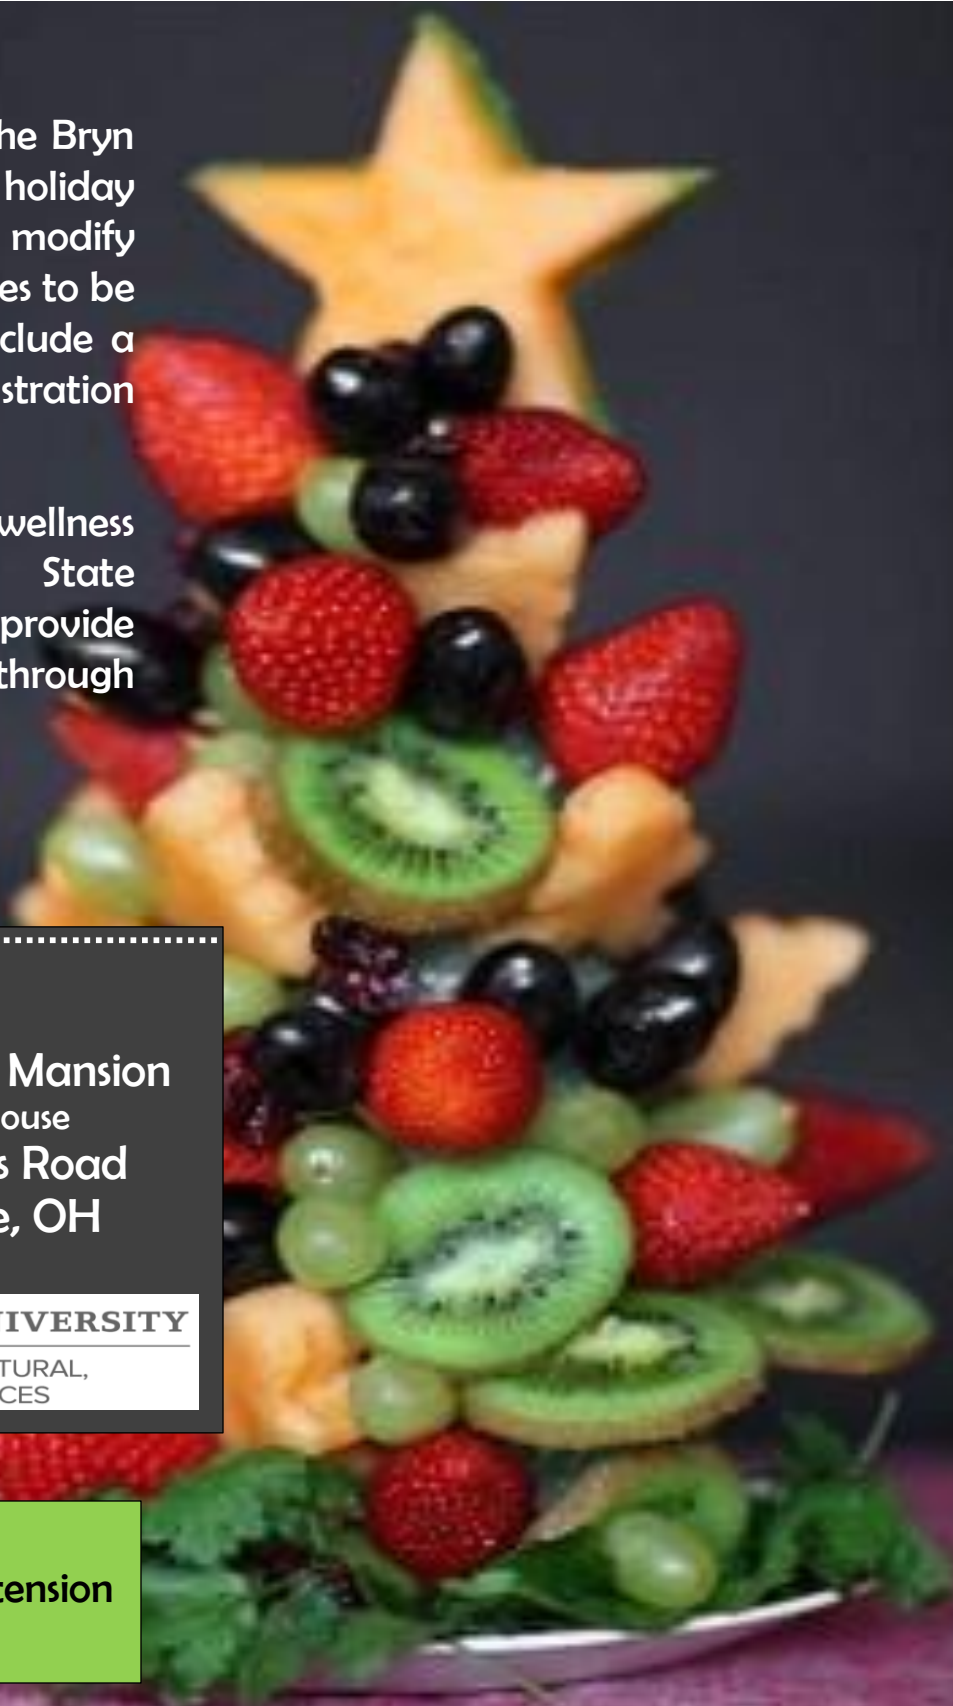 he Bryn
holiday
modify
es to be
clude a
stration
wellness
State
provide
through
Mansion
ouse
s Road
e, OH
IVERSITY
TURAL,
CES
tension